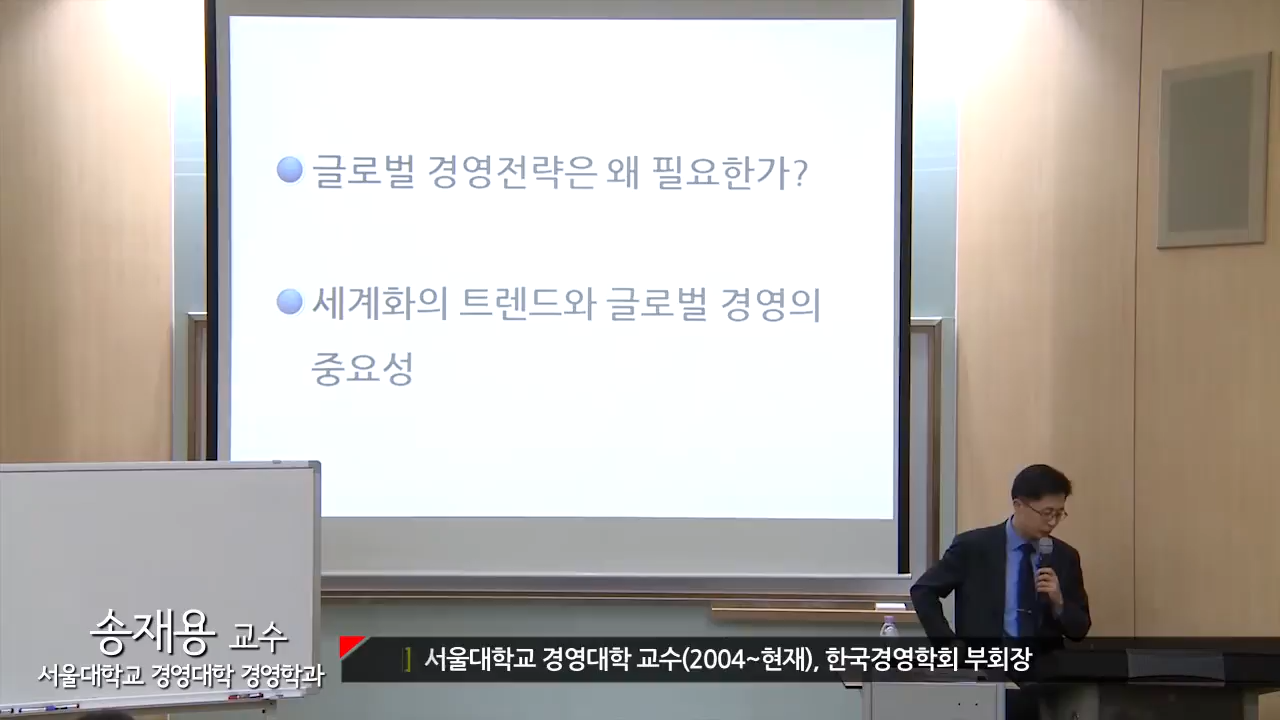 글로벌 경영전략은 왜 필요한가?
세계화의 트렌드와 글로벌 경영의
중요성
송재용 교수
서울대학교 경영대학 경영학과
] 서울대학교 경영대학 교수(2004~현재), 한국경영학회 부회장